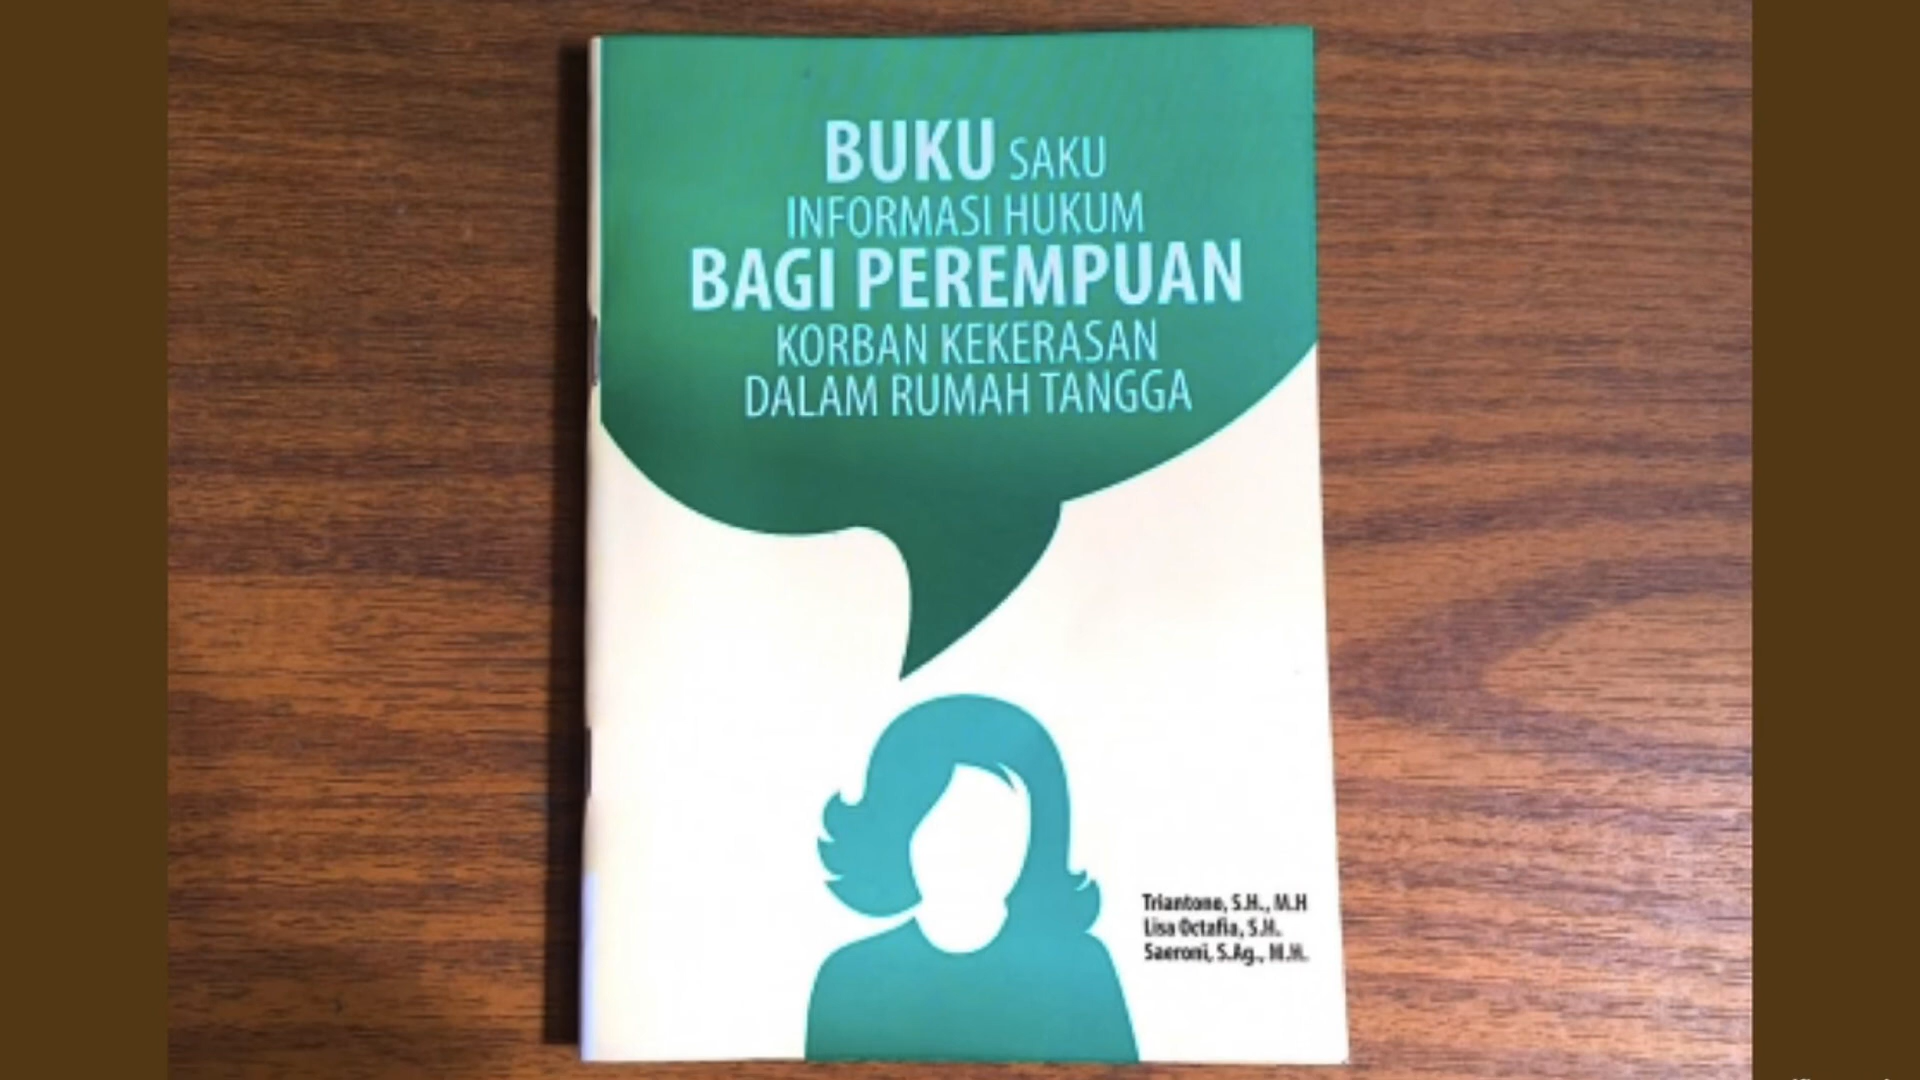 BUKU SAKU
INFORMASI HUKUM
BAGI PEREMPUAN
KORBAN KEKERASAN
DALAM RUMAH TANGGA
Triantono, S.H., M.H
Lisa Octafia, S.H.
Saeroni, S.Ag., M.H.